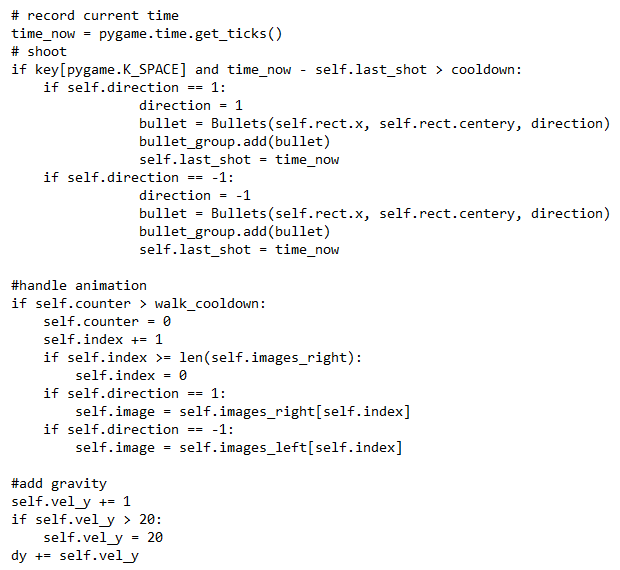 # record current time
time_now = pygame.time.get_ticks()
# shoot
if key[pygame.K_SPACE] and time_now - self.last_shot > cooldown:
    if self.direction == 1:
                direction = 1
                bullet = Bullets(self.rect.x, self.rect.centery, direction)
                bullet_group.add(bullet)
                self.last_shot = time_now
    if self.direction == -1:
                direction = -1
                bullet = Bullets(self.rect.x, self.rect.centery, direction)
                bullet_group.add(bullet)
                self.last_shot = time_now

#handle animation
if self.counter > walk_cooldown:
    self.counter = 0
    self.index += 1
    if self.index >= len(self.images_right):
        self.index = 0
    if self.direction == 1:
        self.image = self.images_right[self.index]
    if self.direction == -1:
        self.image = self.images_left[self.index]

#add gravity
self.vel_y += 1
if self.vel_y > 20:
    self.vel_y = 20
dy += self.vel_y